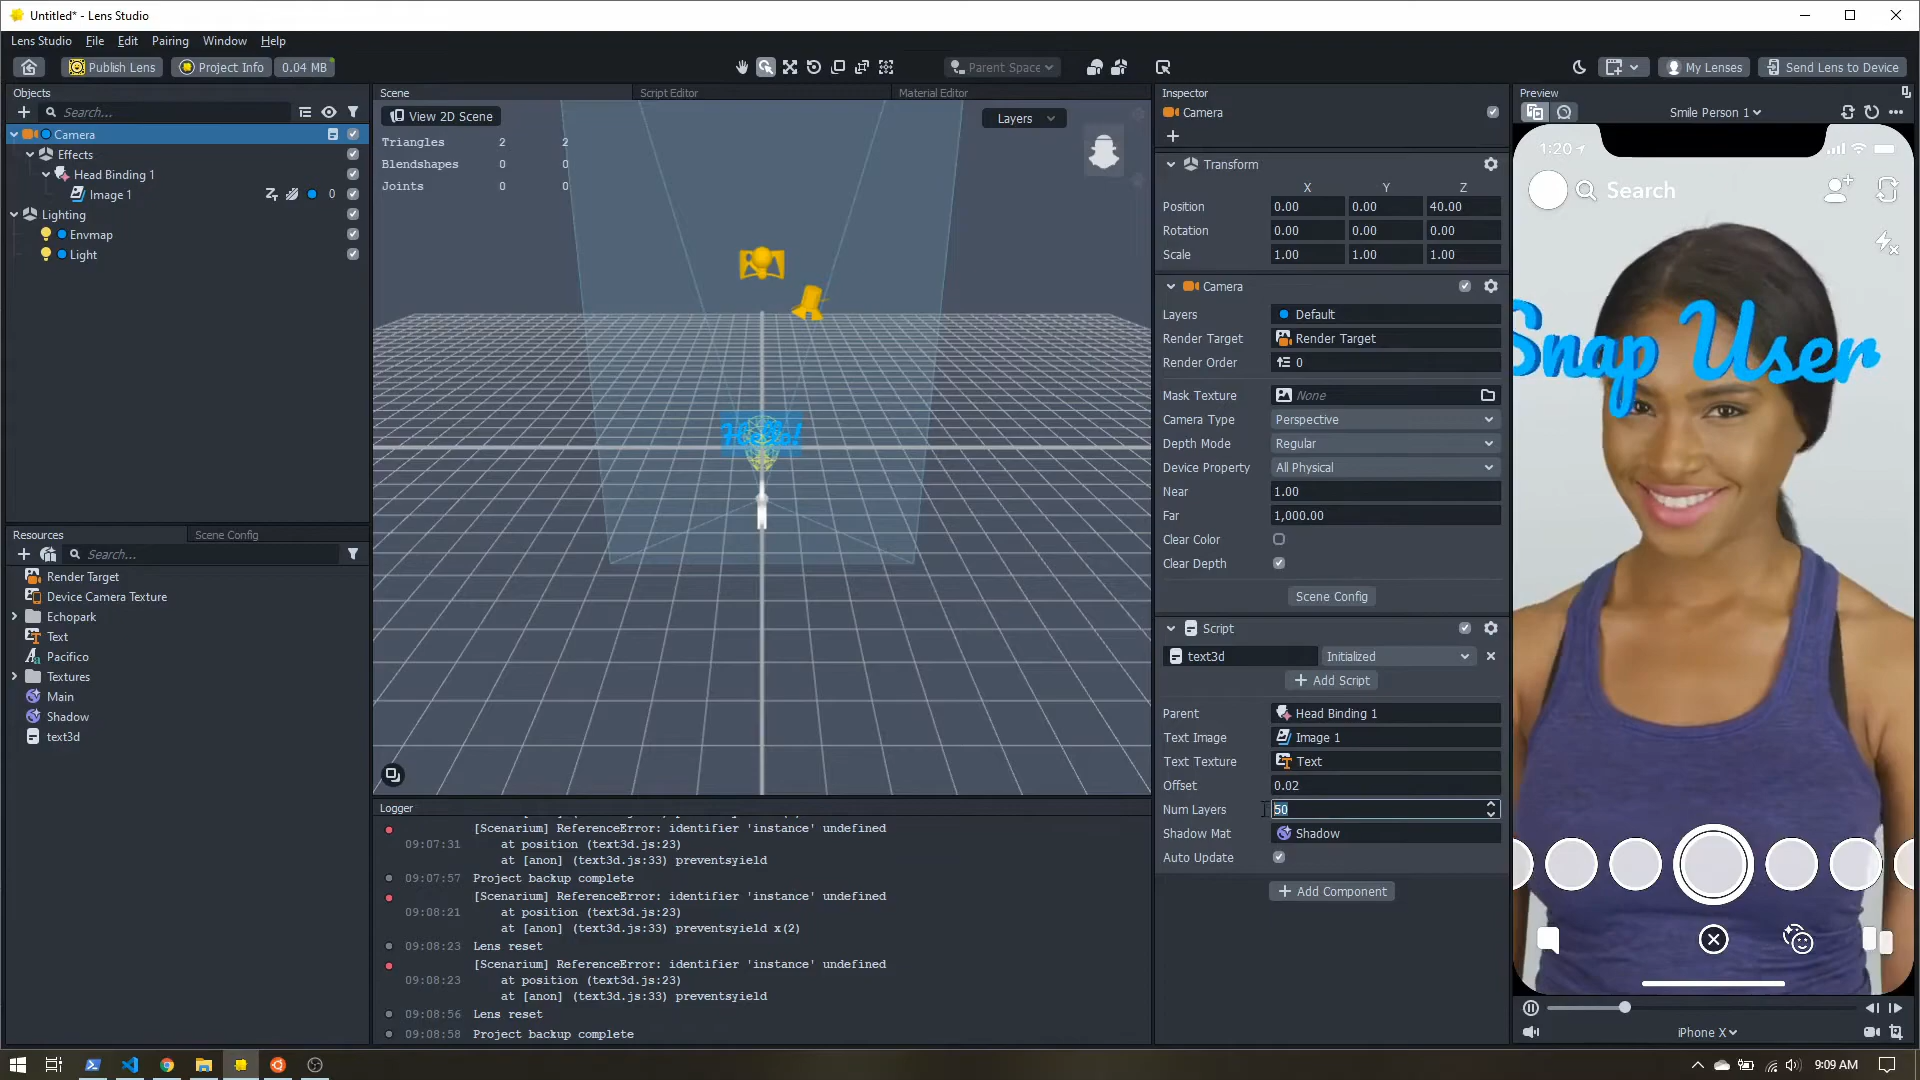 Untitled* - Lens Studio
Lens Studio File Edit Pairing Window Help
Publish Lens Project Info 0.04 MB Parent Space My Lenses Send Lens to Device
Objects
Search...
Camera
Effects
Head Binding 1
Image 1 0
Lighting
Envmap
Light
Resources Scene Config
Search...
Render Target
Device Camera Texture
Echopark
Text
Pacifico
Textures
Main
Shadow
text3d
Scene Script Editor Material Editor
View 2D Scene Layers
Triangles 2 2
Blendshapes 0 0
Joints 0 0
Hello!
Logger
[Scenarium] ReferenceError: identifier 'instance' undefined
09:07:31 at position (text3d.js:23)
at [anon] (text3d.js:33) preventsyield
09:07:57 Project backup complete
[Scenarium] ReferenceError: identifier 'instance' undefined
09:08:21 at position (text3d.js:23)
at [anon] (text3d.js:33) preventsyield x(2)
09:08:23 Lens reset
[Scenarium] ReferenceError: identifier 'instance' undefined
09:08:23 at position (text3d.js:23)
at [anon] (text3d.js:33) preventsyield
09:08:56 Lens reset
09:08:58 Project backup complete
Inspector
Camera
Transform
X Y Z
Position 0.00 0.00 40.00
Rotation 0.00 0.00 0.00
Scale 1.00 1.00 1.00
Camera
Layers Default
Render Target Render Target
Render Order 0
Mask Texture None
Camera Type Perspective
Depth Mode Regular
Device Property All Physical
Near 1.00
Far 1,000.00
Clear Color
Clear Depth
Scene Config
Script
text3d Initialized
Add Script
Parent Head Binding 1
Text Image Image 1
Text Texture Text
Offset 0.02
Num Layers 50
Shadow Mat Shadow
Auto Update
Add Component
Preview
Smile Person 1
1:20
Search
Snap User
iPhone X
9:09 AM